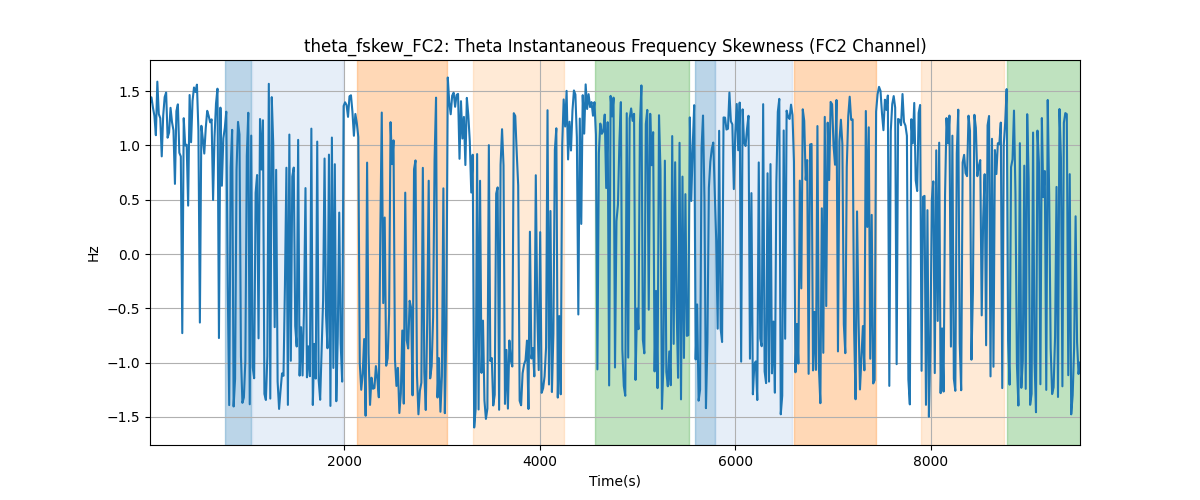 theta_fskew_FC2: Theta Instantaneous Frequency Skewness (FC2 Channel)
Hz
1.5
1.0
0.5
0.0
−0.5
−1.0
−1.5
2000 4000 6000 8000
Time(s)